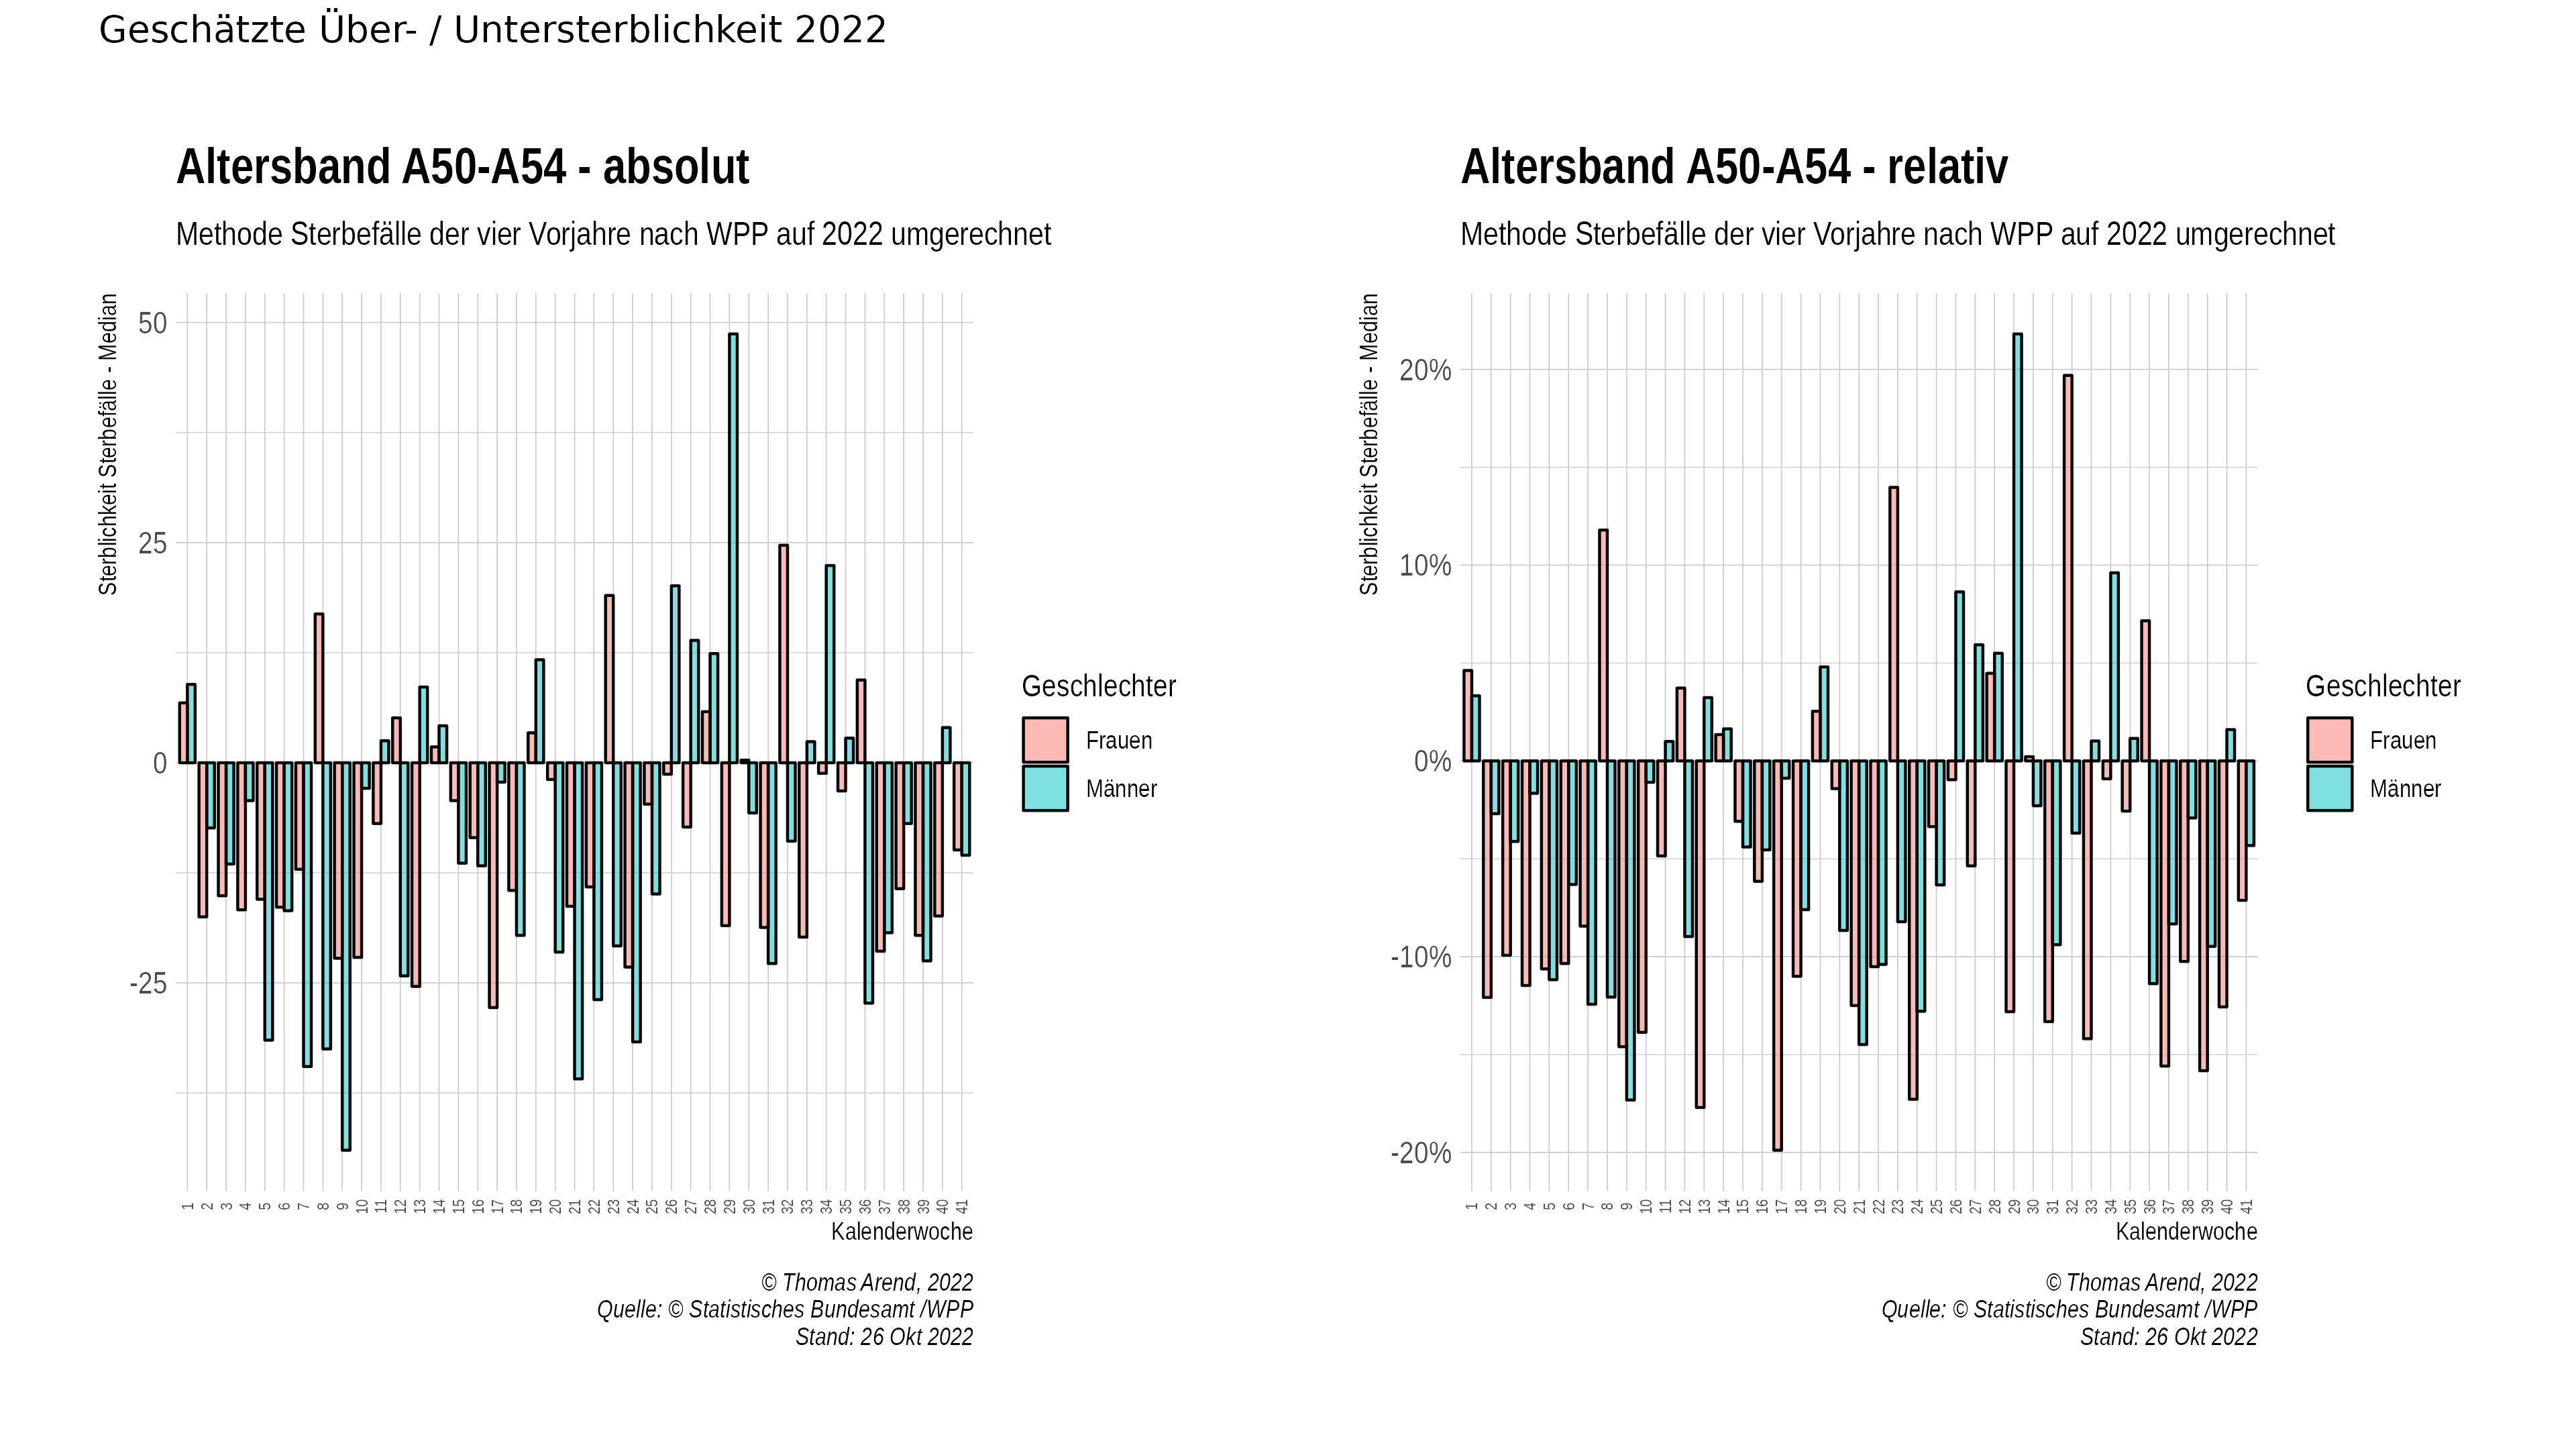 Geschätzte Über- / Untersterblichkeit 2022
Altersband A50-A54 - absolut
Methode Sterbefälle der vier Vorjahre nach WPP auf 2022 umgerechnet
Sterblichkeit Sterbefälle - Median
50
25
0
-25
1 2 3 4 5 6 7 8 9 10 11 12 13 14 15 16 17 18 19 20 21 22 23 24 25 26 27 28 29 30 31 32 33 34 35 36 37 38 39 40 41
Kalenderwoche
Geschlechter
Frauen
Männer
© Thomas Arend, 2022
Quelle: © Statistisches Bundesamt /WPP
Stand: 26 Okt 2022
Altersband A50-A54 - relativ
Methode Sterbefälle der vier Vorjahre nach WPP auf 2022 umgerechnet
Sterblichkeit Sterbefälle - Median
20%
10%
0%
-10%
-20%
1 2 3 4 5 6 7 8 9 10 11 12 13 14 15 16 17 18 19 20 21 22 23 24 25 26 27 28 29 30 31 32 33 34 35 36 37 38 39 40 41
Kalenderwoche
Geschlechter
Frauen
Männer
© Thomas Arend, 2022
Quelle: © Statistisches Bundesamt /WPP
Stand: 26 Okt 2022